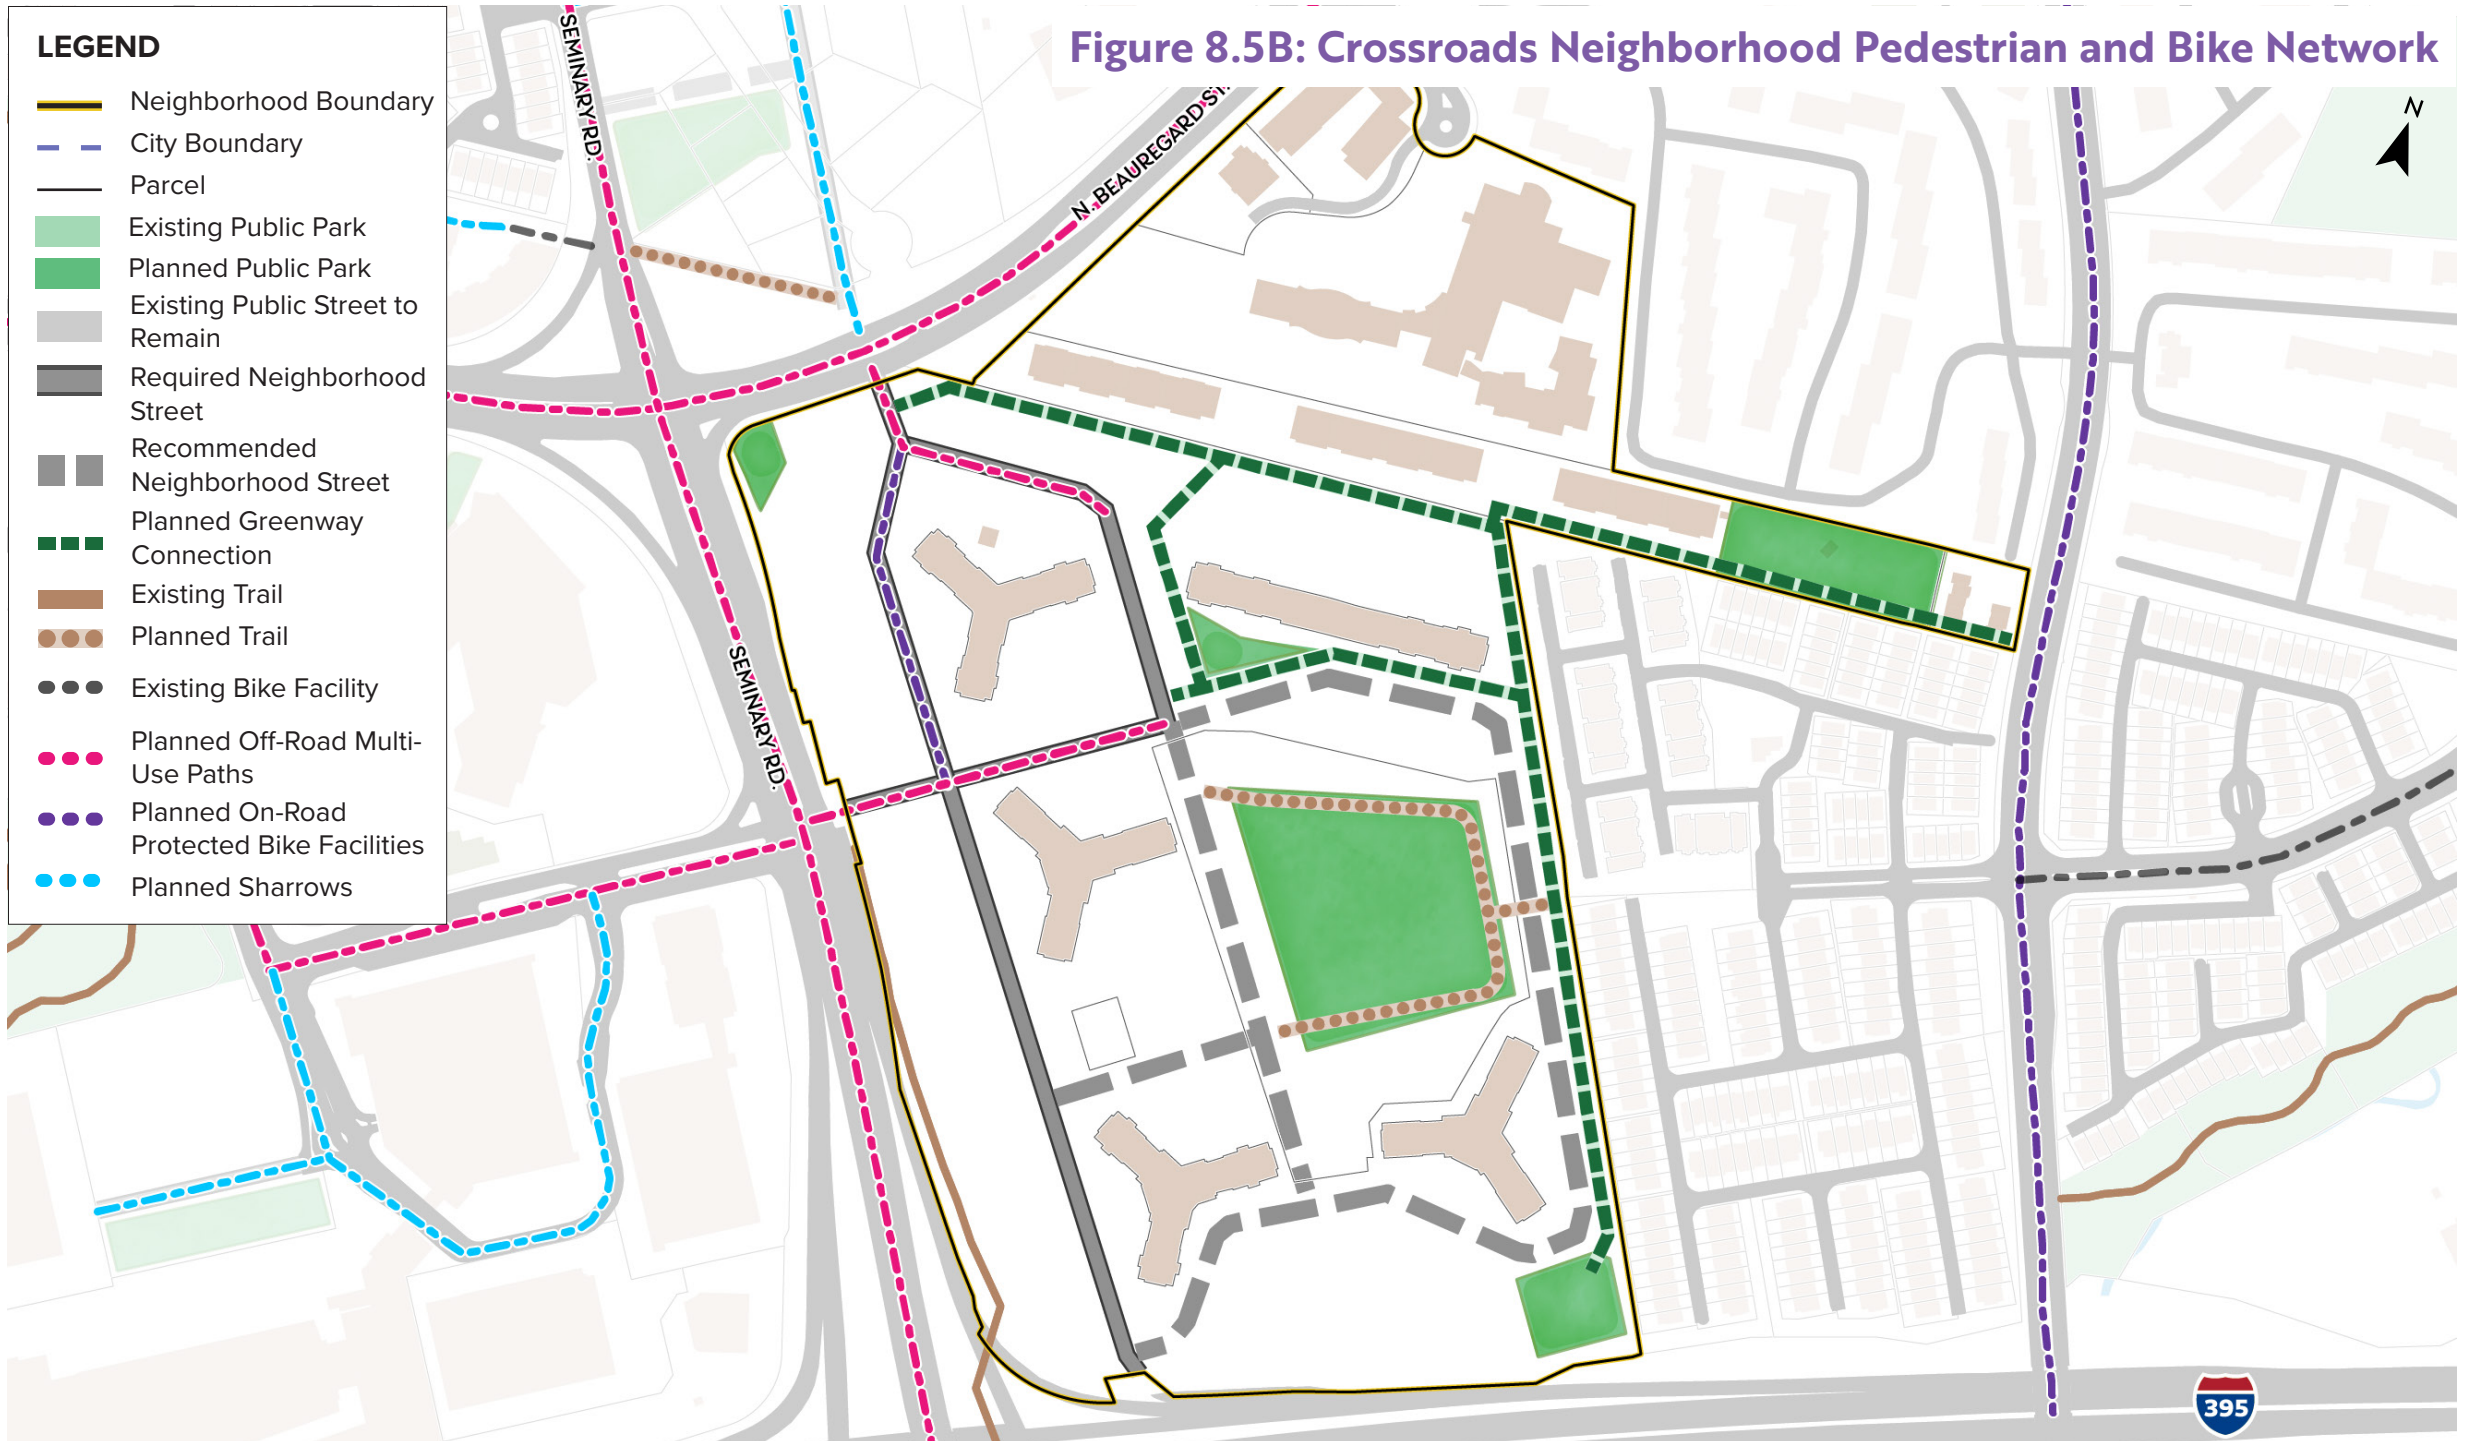 Figure 8.5B: Crossroads Neighborhood Pedestrian and Bike Network
LEGEND
Neighborhood Boundary
City Boundary
Parcel
Existing Public Park
Planned Public Park
Existing Public Street to
Remain
Required Neighborhood
Street
Recommended
Neighborhood Street
Planned Greenway
Connection
Existing Trail
Planned Trail
Existing Bike Facility
Planned Off-Road Multi-
Use Paths
Planned On-Road
Protected Bike Facilities
Planned Sharrows
SEMINARY RD.
N. BEAUREGARD ST.
N
SEMINARY RD.
395